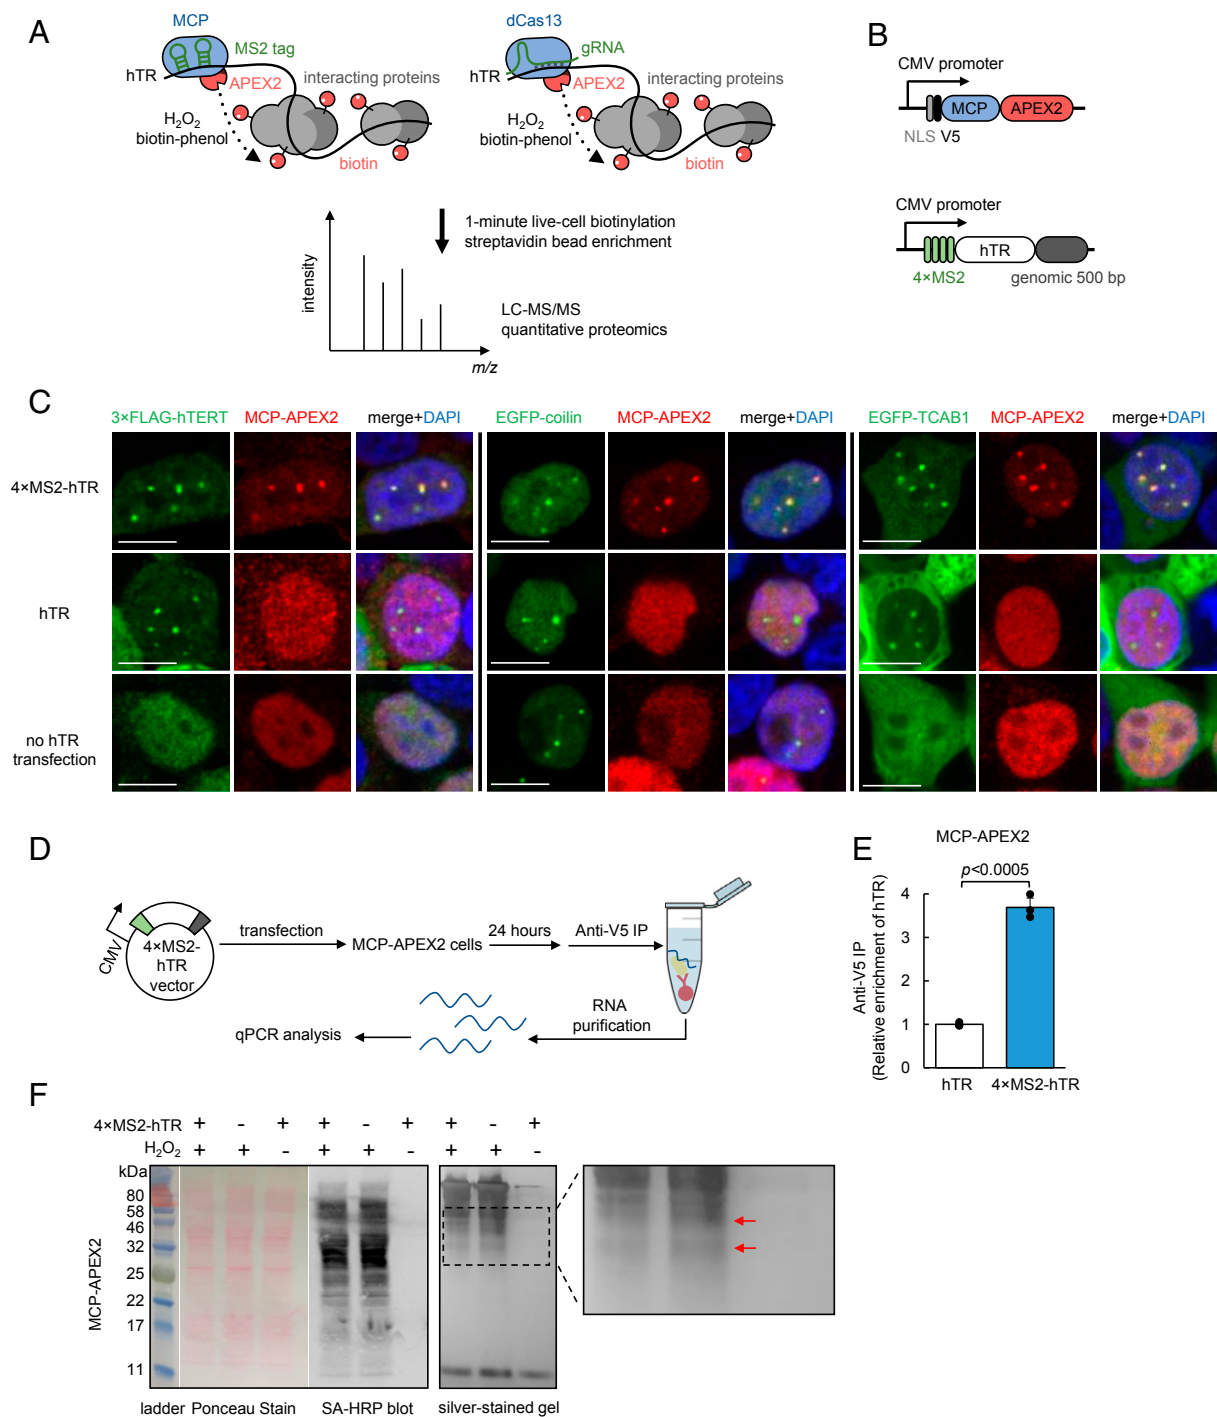 A
MCP
MS2 tag
hTR
APEX2
interacting proteins
H2O2
biotin-phenol
biotin
dCas13
gRNA
hTR
APEX2
interacting proteins
H2O2
biotin-phenol
biotin
1-minute live-cell biotinylation
streptavidin bead enrichment
intensity
LC-MS/MS
quantitative proteomics
m/z
B
CMV promoter
MCP APEX2
NLS V5
CMV promoter
hTR
4×MS2 genomic 500 bp
C
3×FLAG-hTERT MCP-APEX2 merge+DAPI EGFP-coilin MCP-APEX2 merge+DAPI EGFP-TCAB1 MCP-APEX2 merge+DAPI
4×MS2-hTR
hTR
no hTR
transfection
D
CMV
4×MS2-
hTR
vector
transfection
MCP-APEX2 cells
24 hours
Anti-V5 IP
RNA
purification
qPCR analysis
E
MCP-APEX2
p<0.0005
Anti-V5 IP
(Relative enrichment of hTR)
4
3
2
1
0
hTR 4×MS2-hTR
F
4×MS2-hTR + - + + - + + - +
H2O2 + + - + + - + + -
kDa
80
58
46
32
25
22
17
11
MCP-APEX2
ladder Ponceau Stain SA-HRP blot silver-stained gel